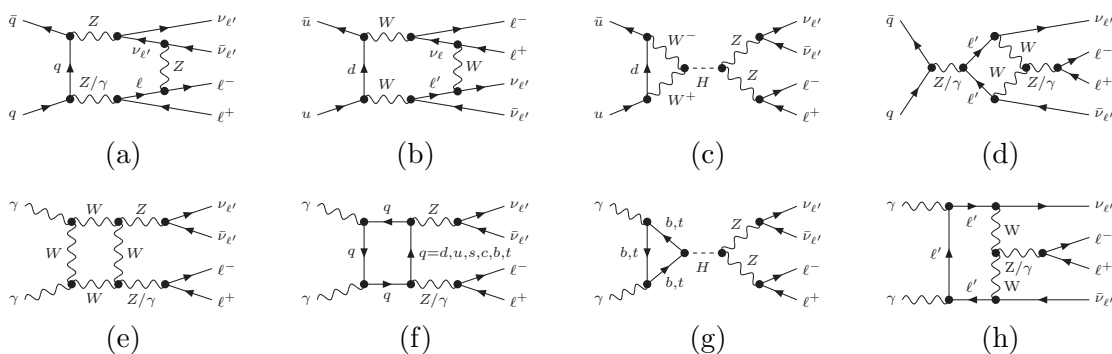 q̄ Z ν_ℓ′ ν_ℓ′ ν̄_ℓ′ q Z Z/γ ℓ ℓ⁻ q ℓ⁺
(a)
ū W ℓ⁻ ν_ℓ ℓ⁺ d W W ℓ′ ν_ℓ′ u ν̄_ℓ′
(b)
ū W⁻ Z ν_ℓ′ ν̄_ℓ′ d H W⁺ Z ℓ⁻ u ℓ⁺
(c)
q̄ ν_ℓ′ ℓ′ W ℓ⁻ Z/γ W Z/γ ℓ⁺ ℓ′ q ν̄_ℓ′
(d)
γ W Z ν_ℓ′ ν̄_ℓ′ W W W Z/γ ℓ⁻ γ ℓ⁺
(e)
γ q Z ν_ℓ′ ν̄_ℓ′ q q=d,u,s,c,b,t q Z/γ ℓ⁻ γ ℓ⁺
(f)
γ b,t Z ν_ℓ′ ν̄_ℓ′ b,t H b,t Z ℓ⁻ γ ℓ⁺
(g)
γ ℓ′ ν_ℓ′ W ℓ⁻ ℓ′ Z/γ ℓ⁺ W γ ℓ′ ν̄_ℓ′
(h)